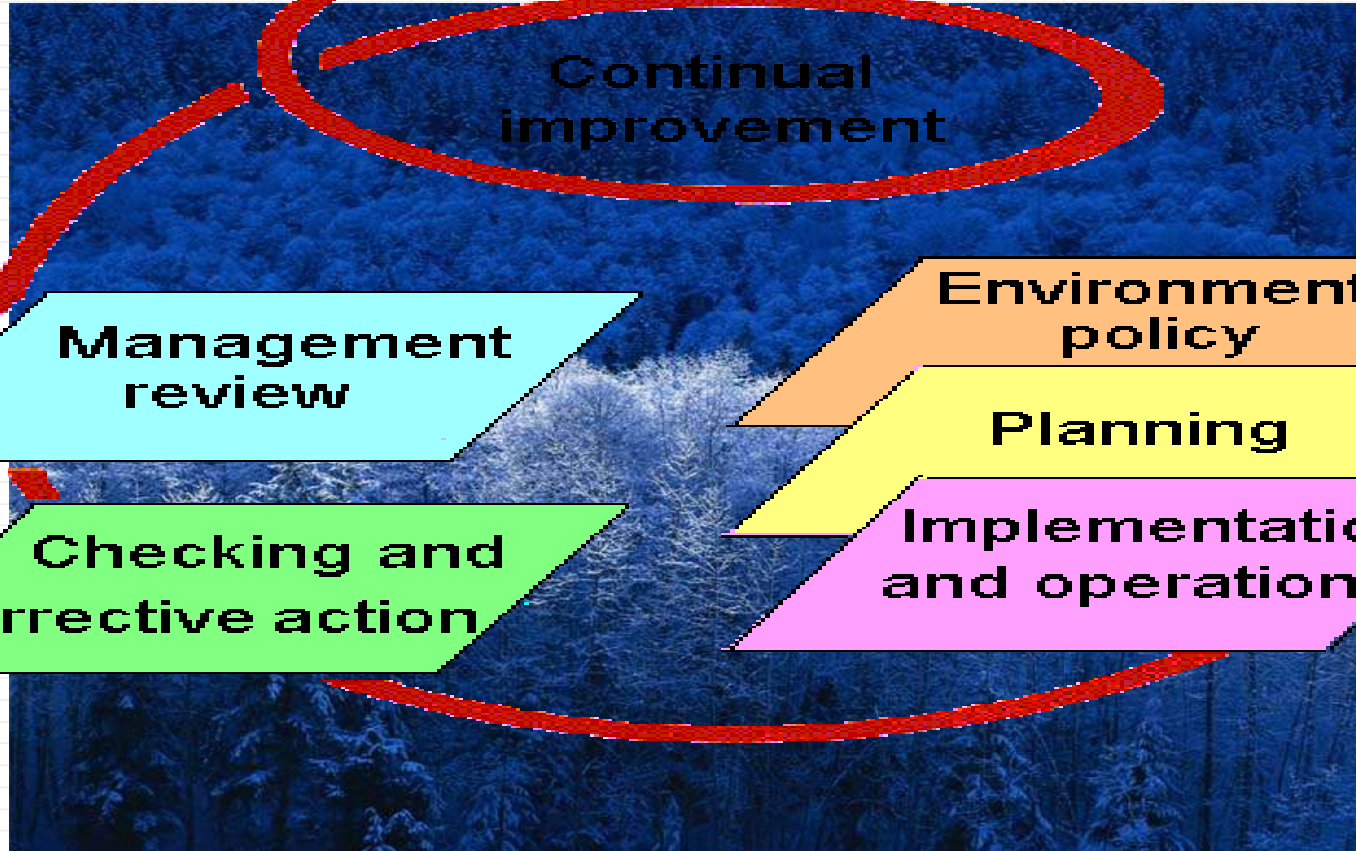 Continual
improvement
Management
review
Environment
policy
Planning
Checking and
rrective action
Implementatio
and operation